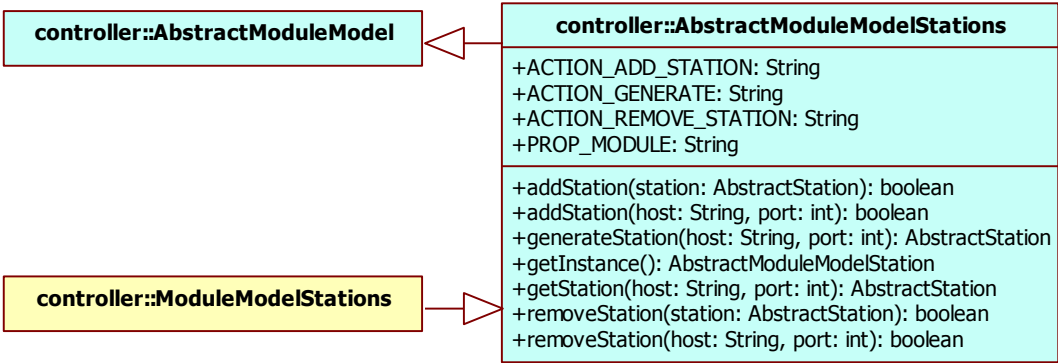 controller::AbstractModuleModel
controller::AbstractModuleModelStations
+ACTION_ADD_STATION: String
+ACTION_GENERATE: String
+ACTION_REMOVE_STATION: String
+PROP_MODULE: String
+addStation(station: AbstractStation): boolean
+addStation(host: String, port: int): boolean
+generateStation(host: String, port: int): AbstractStation
+getInstance(): AbstractModuleModelStation
+getStation(host: String, port: int): AbstractStation
+removeStation(station: AbstractStation): boolean
+removeStation(host: String, port: int): boolean
controller::ModuleModelStations